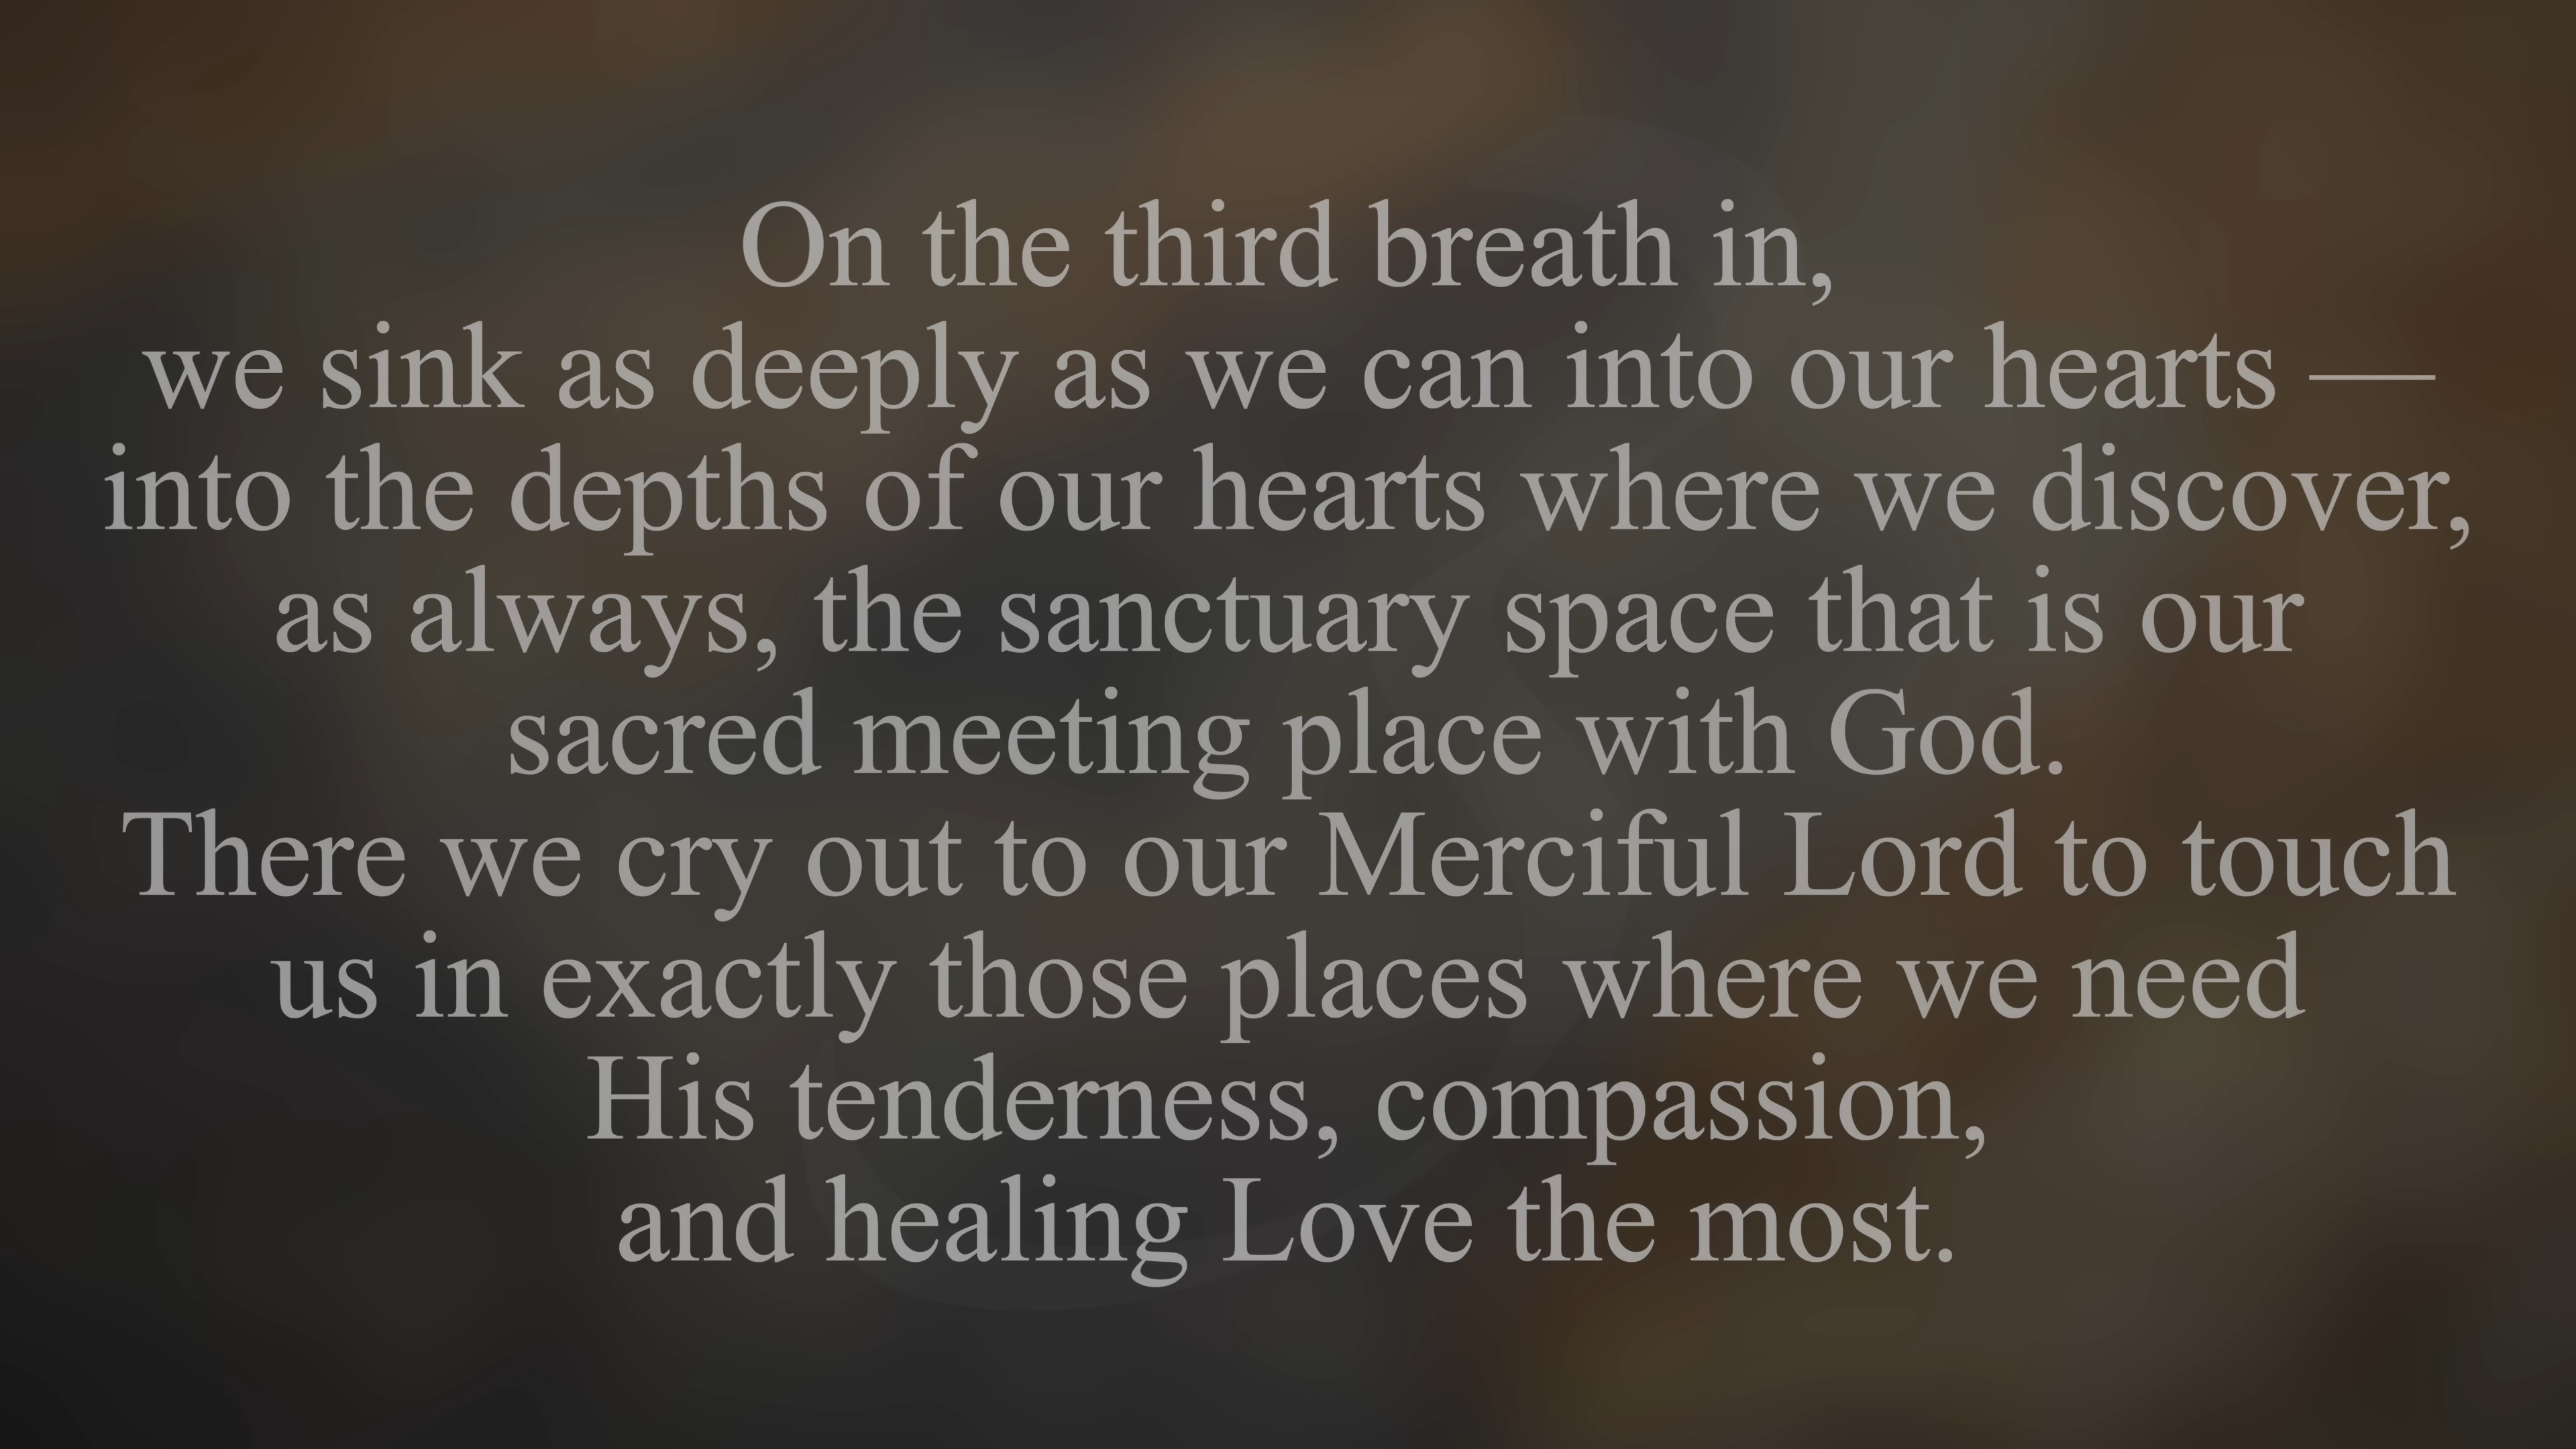 On the third breath in,
we sink as deeply as we can into our hearts —
into the depths of our hearts where we discover,
as always, the sanctuary space that is our
sacred meeting place with God.
There we cry out to our Merciful Lord to touch
us in exactly those places where we need
His tenderness, compassion,
and healing Love the most.